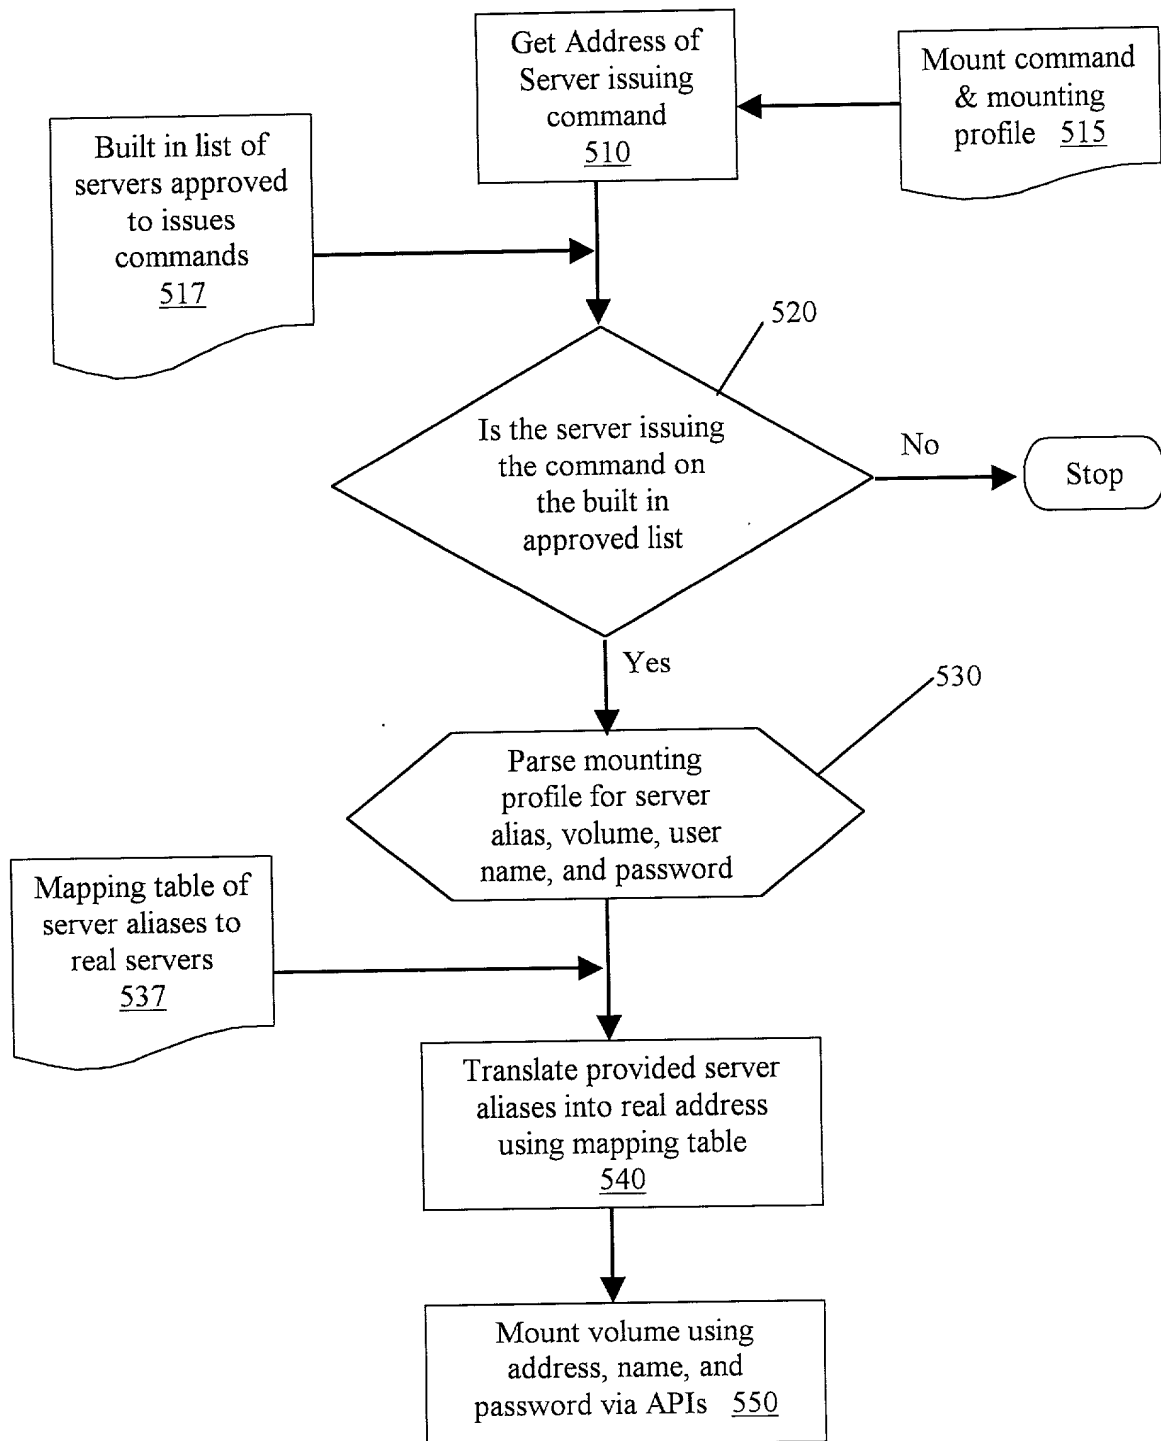 Get Address of
Server issuing
command
510
Mount command
& mounting
profile 515
Built in list of
servers approved
to issues
commands
517
520
Is the server issuing
the command on
the built in
approved list
No
Stop
Yes
530
Parse mounting
profile for server
alias, volume, user
name, and password
Mapping table of
server aliases to
real servers
537
Translate provided server
aliases into real address
using mapping table
540
Mount volume using
address, name, and
password via APIs 550